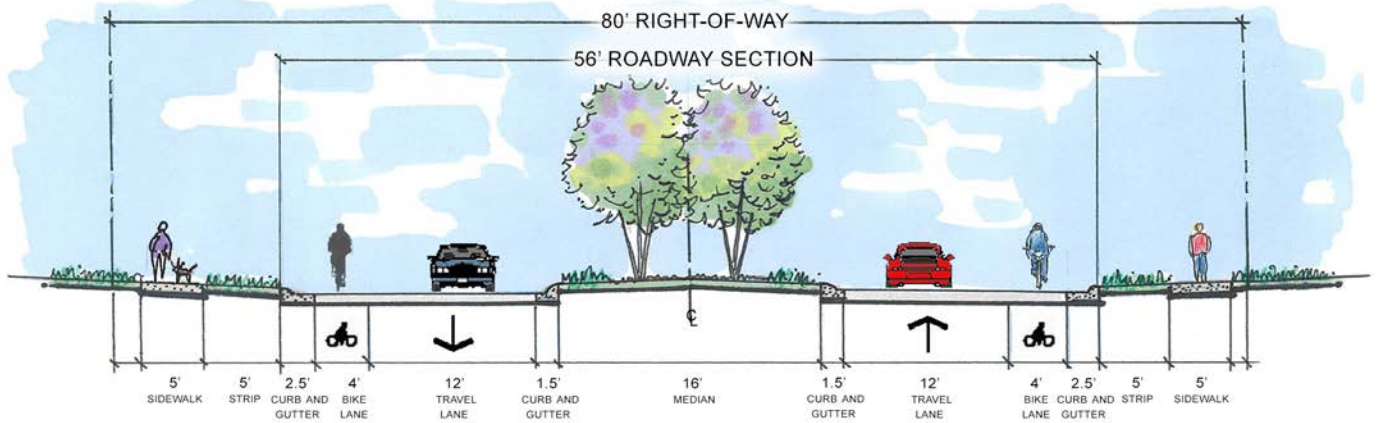 80' RIGHT-OF-WAY
56' ROADWAY SECTION
℄
5' 5' 2.5' 4' 12' 1.5' 16' 1.5' 12' 4' 2.5' 5' 5'
SIDEWALK STRIP CURB AND BIKE TRAVEL CURB AND MEDIAN CURB AND TRAVEL BIKE CURB AND STRIP SIDEWALK
GUTTER LANE LANE GUTTER GUTTER LANE LANE GUTTER